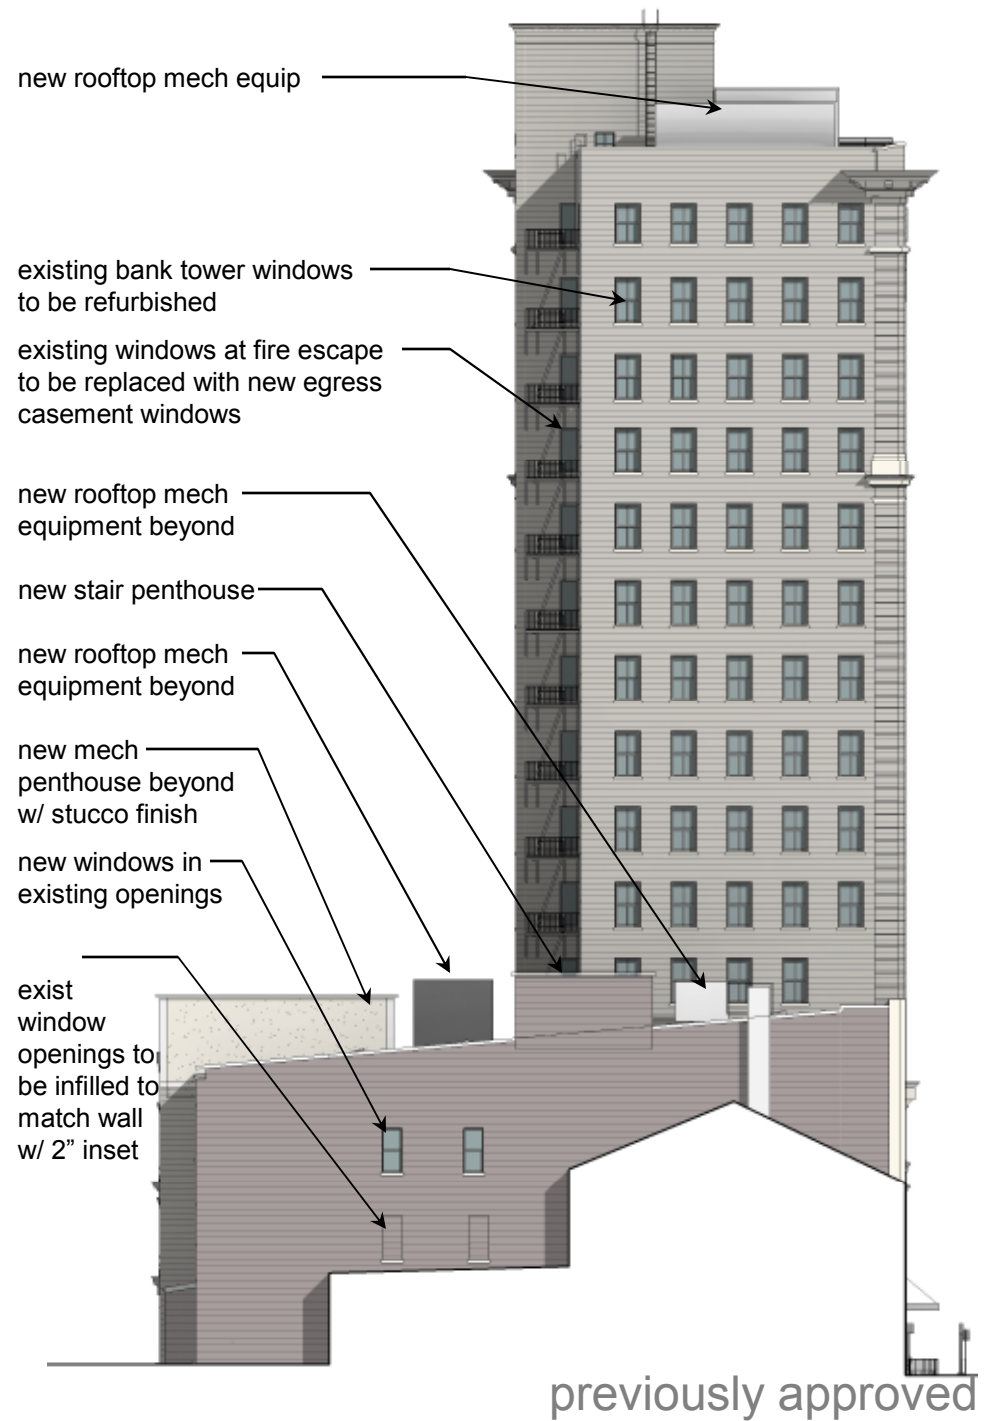 new rooftop mech equip
existing bank tower windows
to be refurbished
existing windows at fire escape
to be replaced with new egress
casement windows
new rooftop mech
equipment beyond
new stair penthouse
new rooftop mech
equipment beyond
new mech
penthouse beyond
w/ stucco finish
new windows in
existing openings
exist
window
openings to
be infilled to
match wall
w/ 2” inset
previously approved